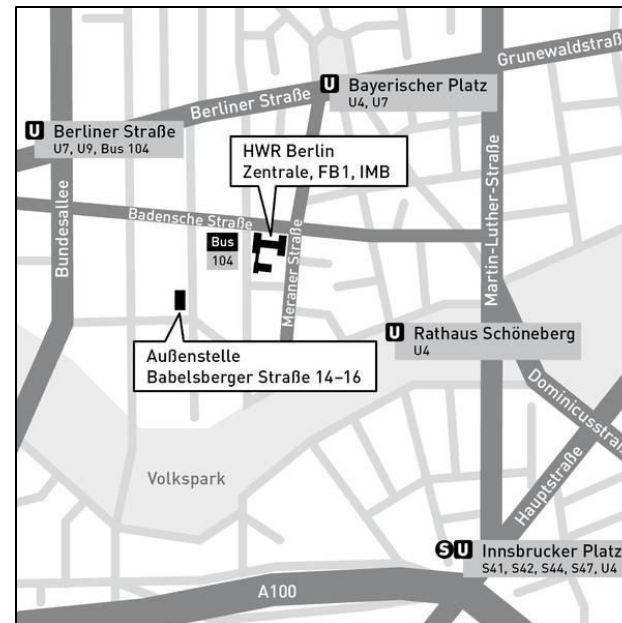 Grunewaldstraß
U Bayerischer Platz
U4, U7
Berliner Straße
U Berliner Straße
U7, U9, Bus 104
HWR Berlin
Zentrale, FB1, IMB
Badensche Straße
Bus
104
Bundesallee
Meraner Straße
Martin-Luther-Straße
U Rathaus Schöneberg
U4
Außenstelle
Babelsberger Straße 14–16
Dominicusstraß
Hauptstraße
Volkspark
S U Innsbrucker Platz
S41, S42, S44, S47, U4
A100